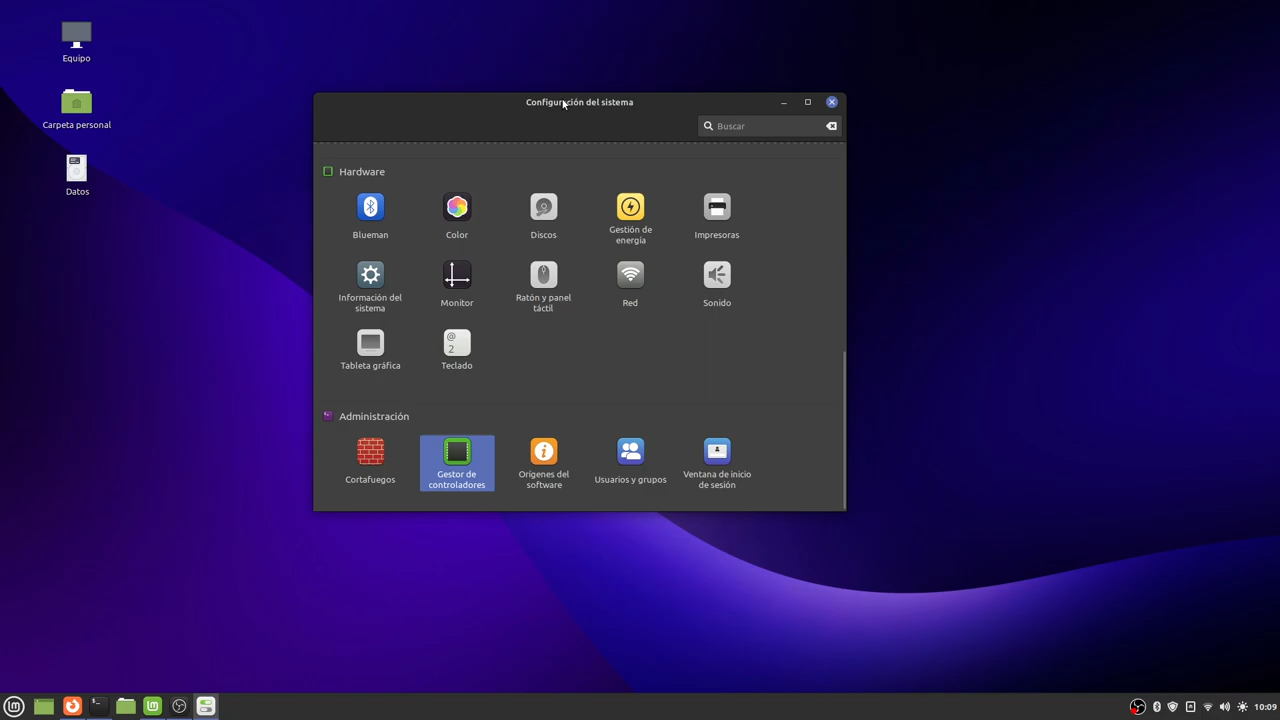 Equipo
Carpeta personal
Datos
Configuración del sistema
Buscar
Hardware
Blueman
Color
Discos
Gestión de
energía
Impresoras
Información del
sistema
Monitor
Ratón y panel
táctil
Red
Sonido
@
2
Tableta gráfica
Teclado
Administración
Cortafuegos
Gestor de
controladores
Orígenes del
software
Usuarios y grupos
Ventana de inicio
de sesión
10:09